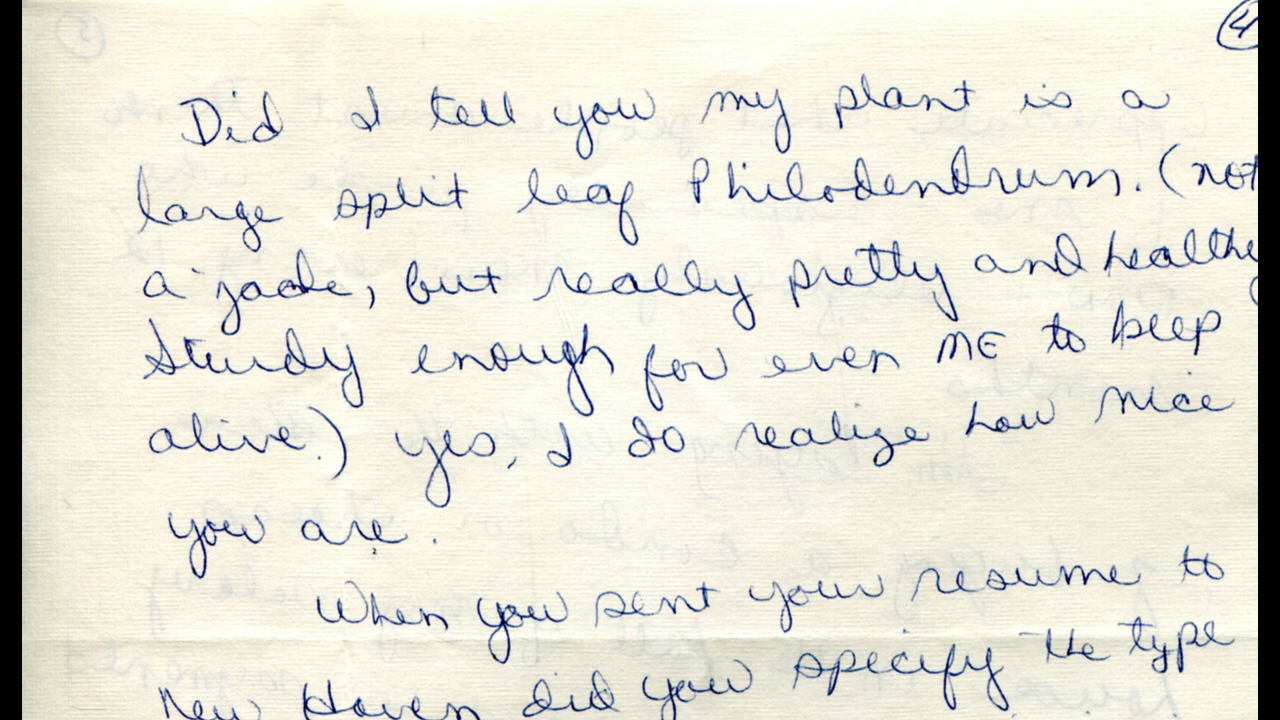 4
Did I tell you my plant is a
large split leaf Philodendrum. (not
a jade, but really pretty and healthy
Sturdy enough for even ME to keep
alive.) yes, I do realize how nice
you are.
When you sent your resume to
New Haven did you specify the type